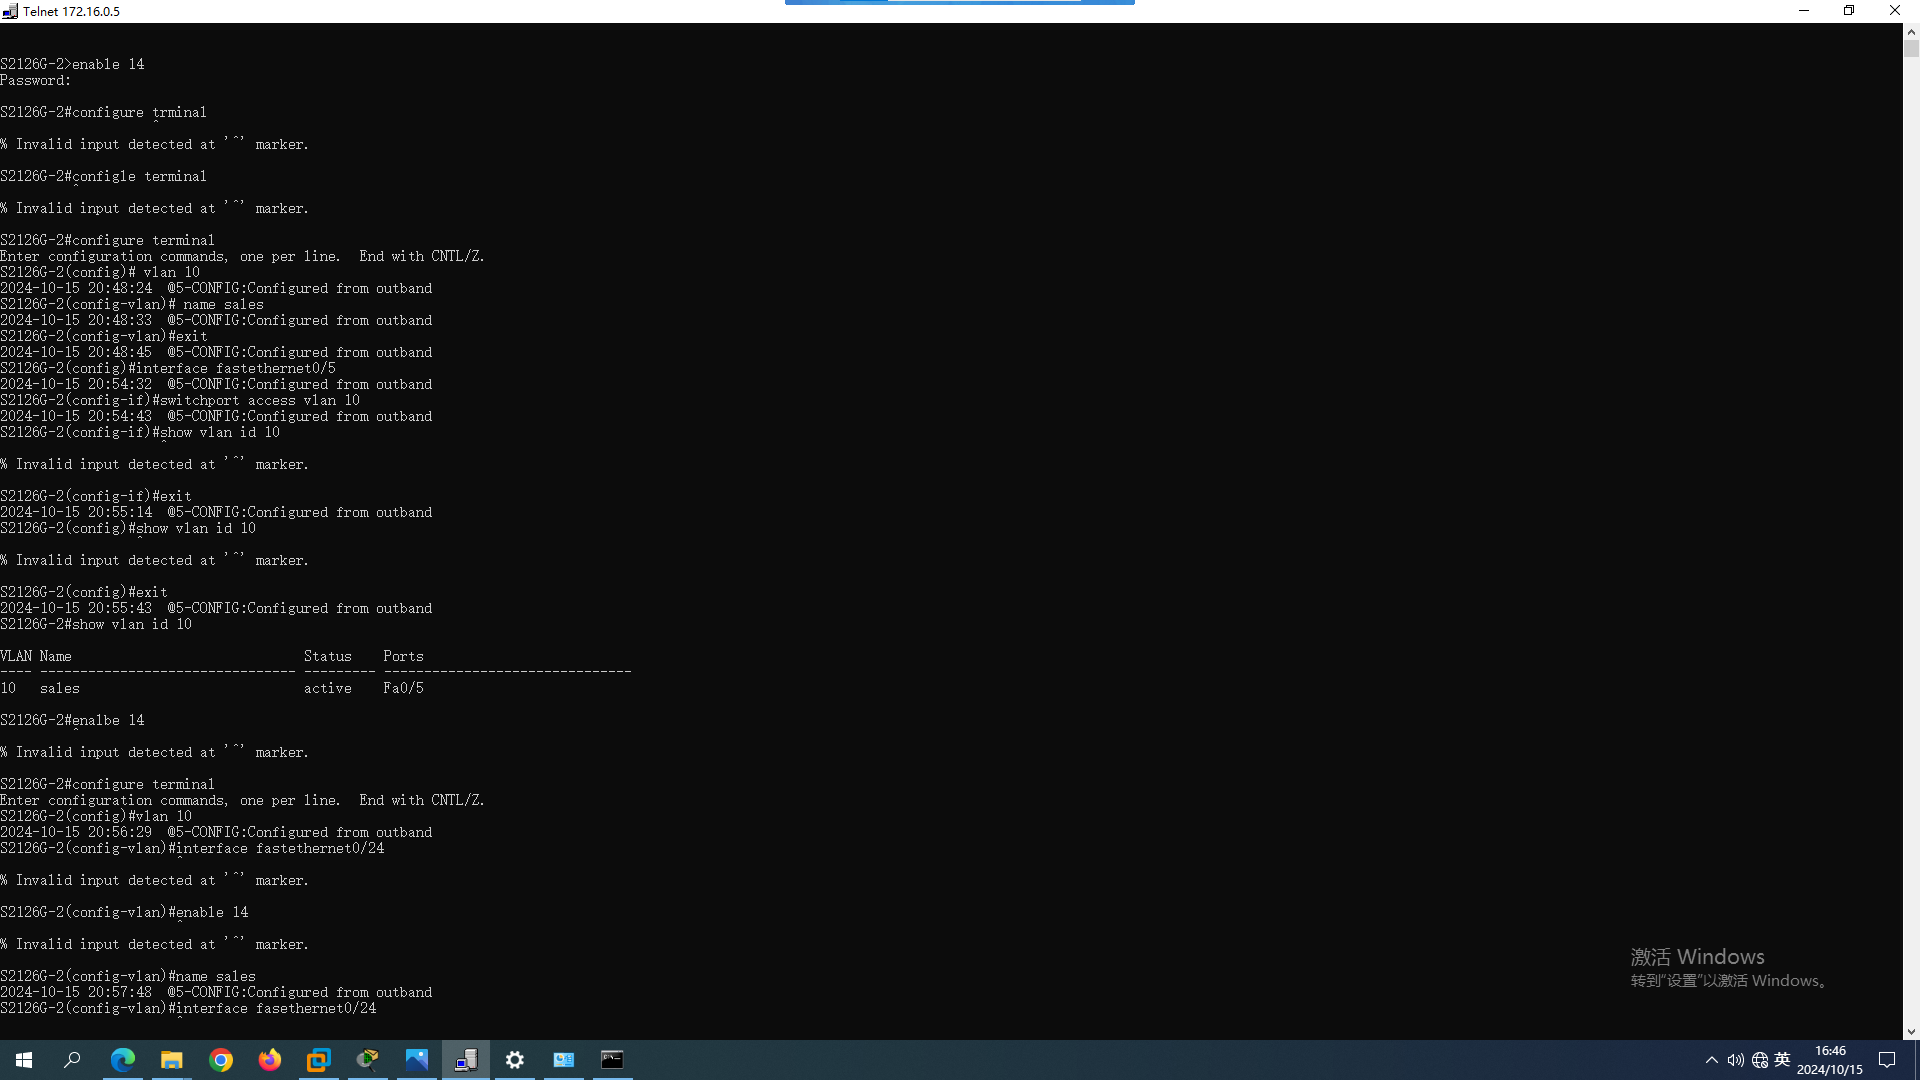 Telnet 172.16.0.5
S2126G-2>enable 14
Password:
S2126G-2#configure trminal
^
% Invalid input detected at '^' marker.
S2126G-2#config1e terminal
^
% Invalid input detected at '^' marker.
S2126G-2#configure terminal
Enter configuration commands, one per line.  End with CNTL/Z.
S2126G-2(config)# vlan 10
2024-10-15 20:48:24  @5-CONFIG:Configured from outband
S2126G-2(config-vlan)# name sales
2024-10-15 20:48:33  @5-CONFIG:Configured from outband
S2126G-2(config-vlan)#exit
2024-10-15 20:48:45  @5-CONFIG:Configured from outband
S2126G-2(config)#interface fastethernet0/5
2024-10-15 20:54:32  @5-CONFIG:Configured from outband
S2126G-2(config-if)#switchport access vlan 10
2024-10-15 20:54:43  @5-CONFIG:Configured from outband
S2126G-2(config-if)#show vlan id 10
^
% Invalid input detected at '^' marker.
S2126G-2(config-if)#exit
2024-10-15 20:55:14  @5-CONFIG:Configured from outband
S2126G-2(config)#show vlan id 10
^
% Invalid input detected at '^' marker.
S2126G-2(config)#exit
2024-10-15 20:55:43  @5-CONFIG:Configured from outband
S2126G-2#show vlan id 10
VLAN Name                             Status    Ports
---- -------------------------------- --------- -------------------------------
10   sales                            active    Fa0/5
S2126G-2#enalbe 14
^
% Invalid input detected at '^' marker.
S2126G-2#configure terminal
Enter configuration commands, one per line.  End with CNTL/Z.
S2126G-2(config)#vlan 10
2024-10-15 20:56:29  @5-CONFIG:Configured from outband
S2126G-2(config-vlan)#interface fastethernet0/24
^
% Invalid input detected at '^' marker.
S2126G-2(config-vlan)#enable 14
^
% Invalid input detected at '^' marker.
S2126G-2(config-vlan)#name sales
2024-10-15 20:57:48  @5-CONFIG:Configured from outband
S2126G-2(config-vlan)#interface fasethernet0/24
^
激活 Windows
转到"设置"以激活 Windows。
英
16:46
2024/10/15